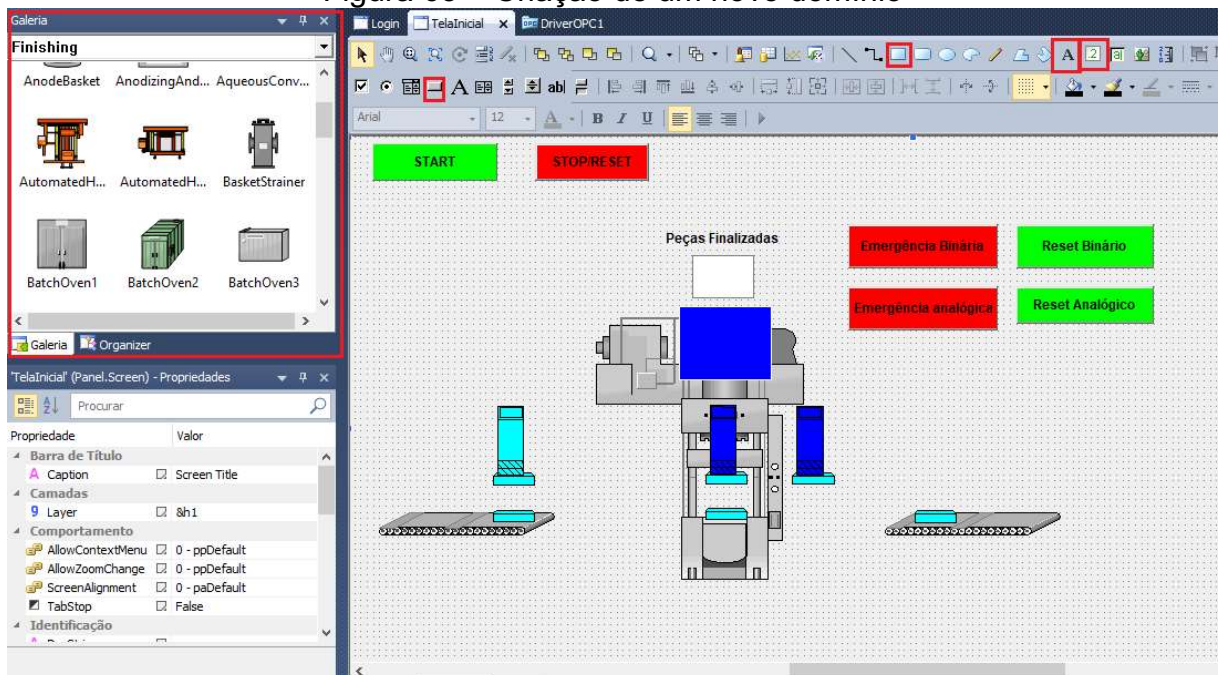 Galeria
Finishing
AnodeBasket AnodizingAnd... AqueousConv...
AutomatedH... AutomatedH... BasketStrainer
BatchOven1 BatchOven2 BatchOven3
Galeria Organizer
'TelaInicial' (Panel.Screen) - Propriedades
Procurar
Propriedade Valor
Barra de Título
Caption Screen Title
Camadas
Layer &h1
Comportamento
AllowContextMenu 0 - ppDefault
AllowZoomChange 0 - ppDefault
ScreenAlignment 0 - paDefault
TabStop False
Identificação
Login TelaInicial x DriverOPC1
Arial 12 A B I U
START STOP/RESET
Peças Finalizadas
Emergência Binária Reset Binário
Emergência analógica Reset Analógico